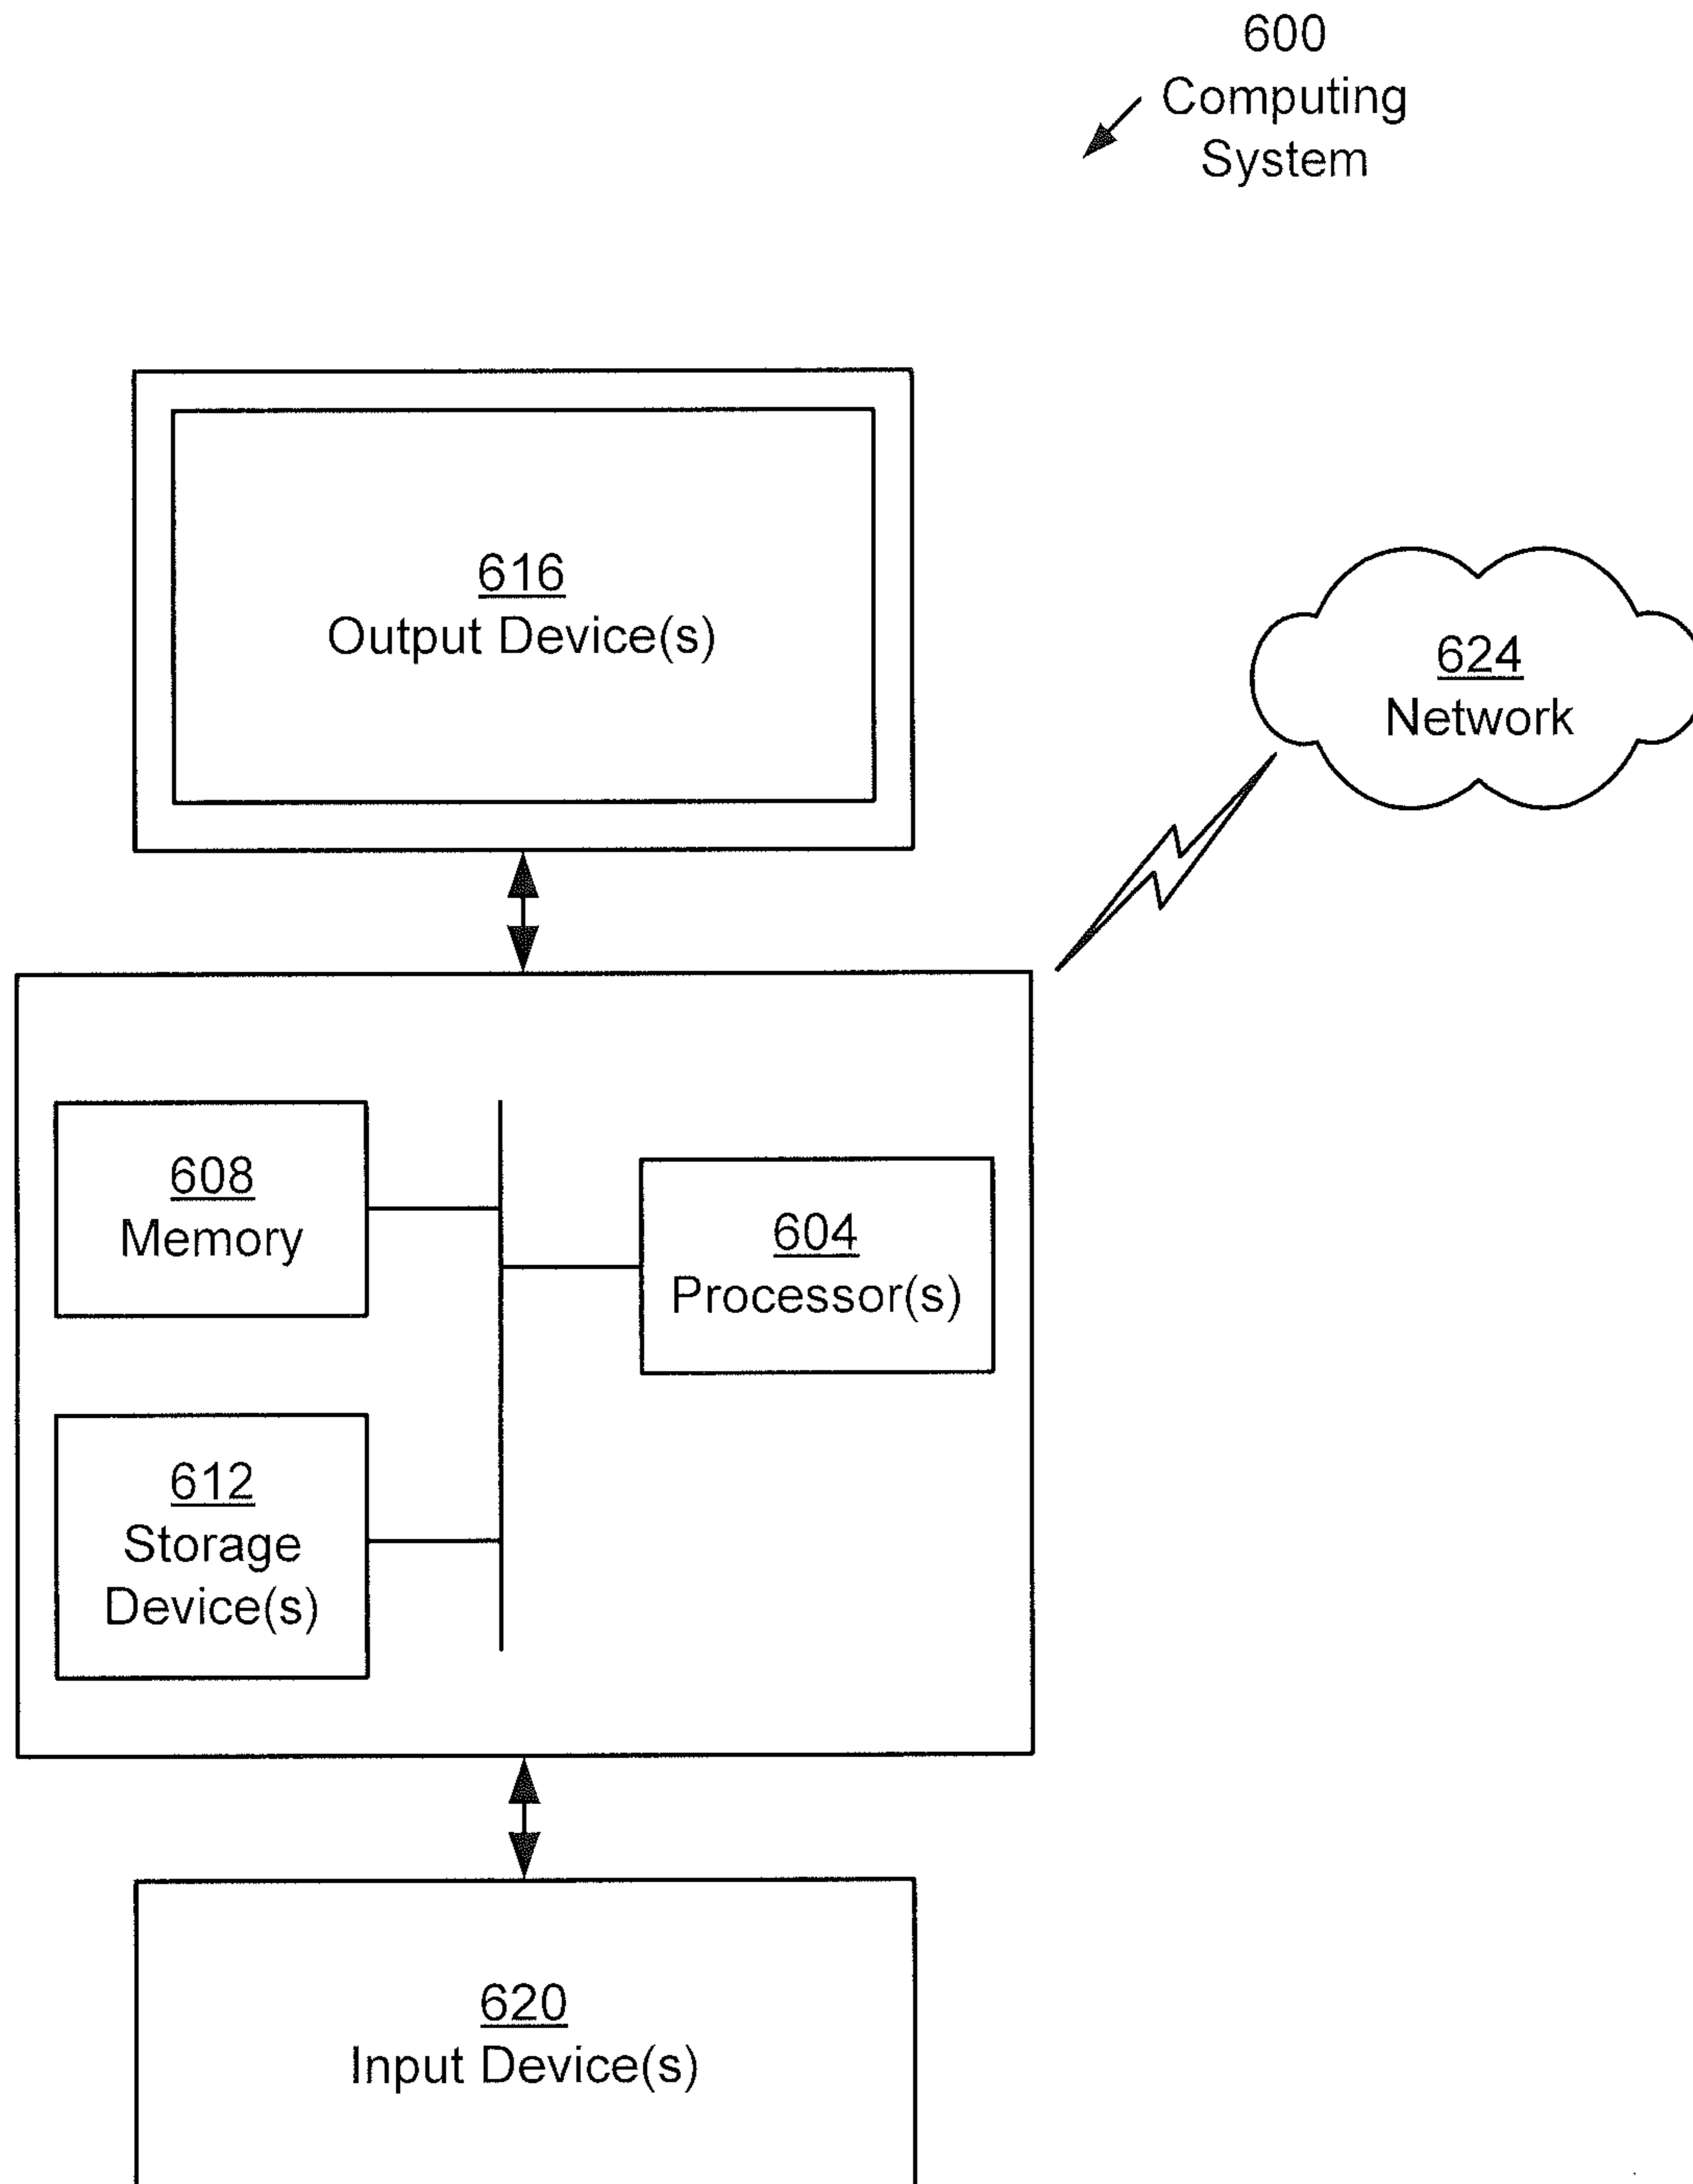 600
Computing
System
616
Output Device(s)
624
Network
608
Memory
604
Processor(s)
612
Storage
Device(s)
620
Input Device(s)